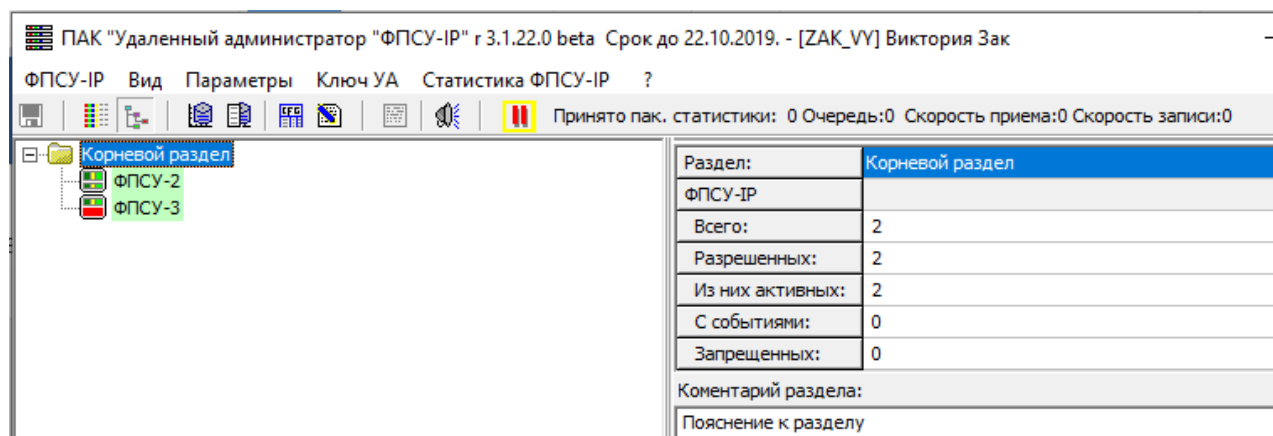 ПАК "Удаленный администратор "ФПСУ-IP" r 3.1.22.0 beta Срок до 22.10.2019. - [ZAK_VY] Виктория Зак
ФПСУ-IP Вид Параметры Ключ УА Статистика ФПСУ-IP ?
CFG
Принято пак. статистики: 0 Очередь:0 Скорость приема:0 Скорость записи:0
Корневой раздел
ФПСУ-2
ФПСУ-3
Раздел: Корневой раздел
ФПСУ-IP
Всего: 2
Разрешенных: 2
Из них активных: 2
С событиями: 0
Запрещенных: 0
Коментарий раздела:
Пояснение к разделу